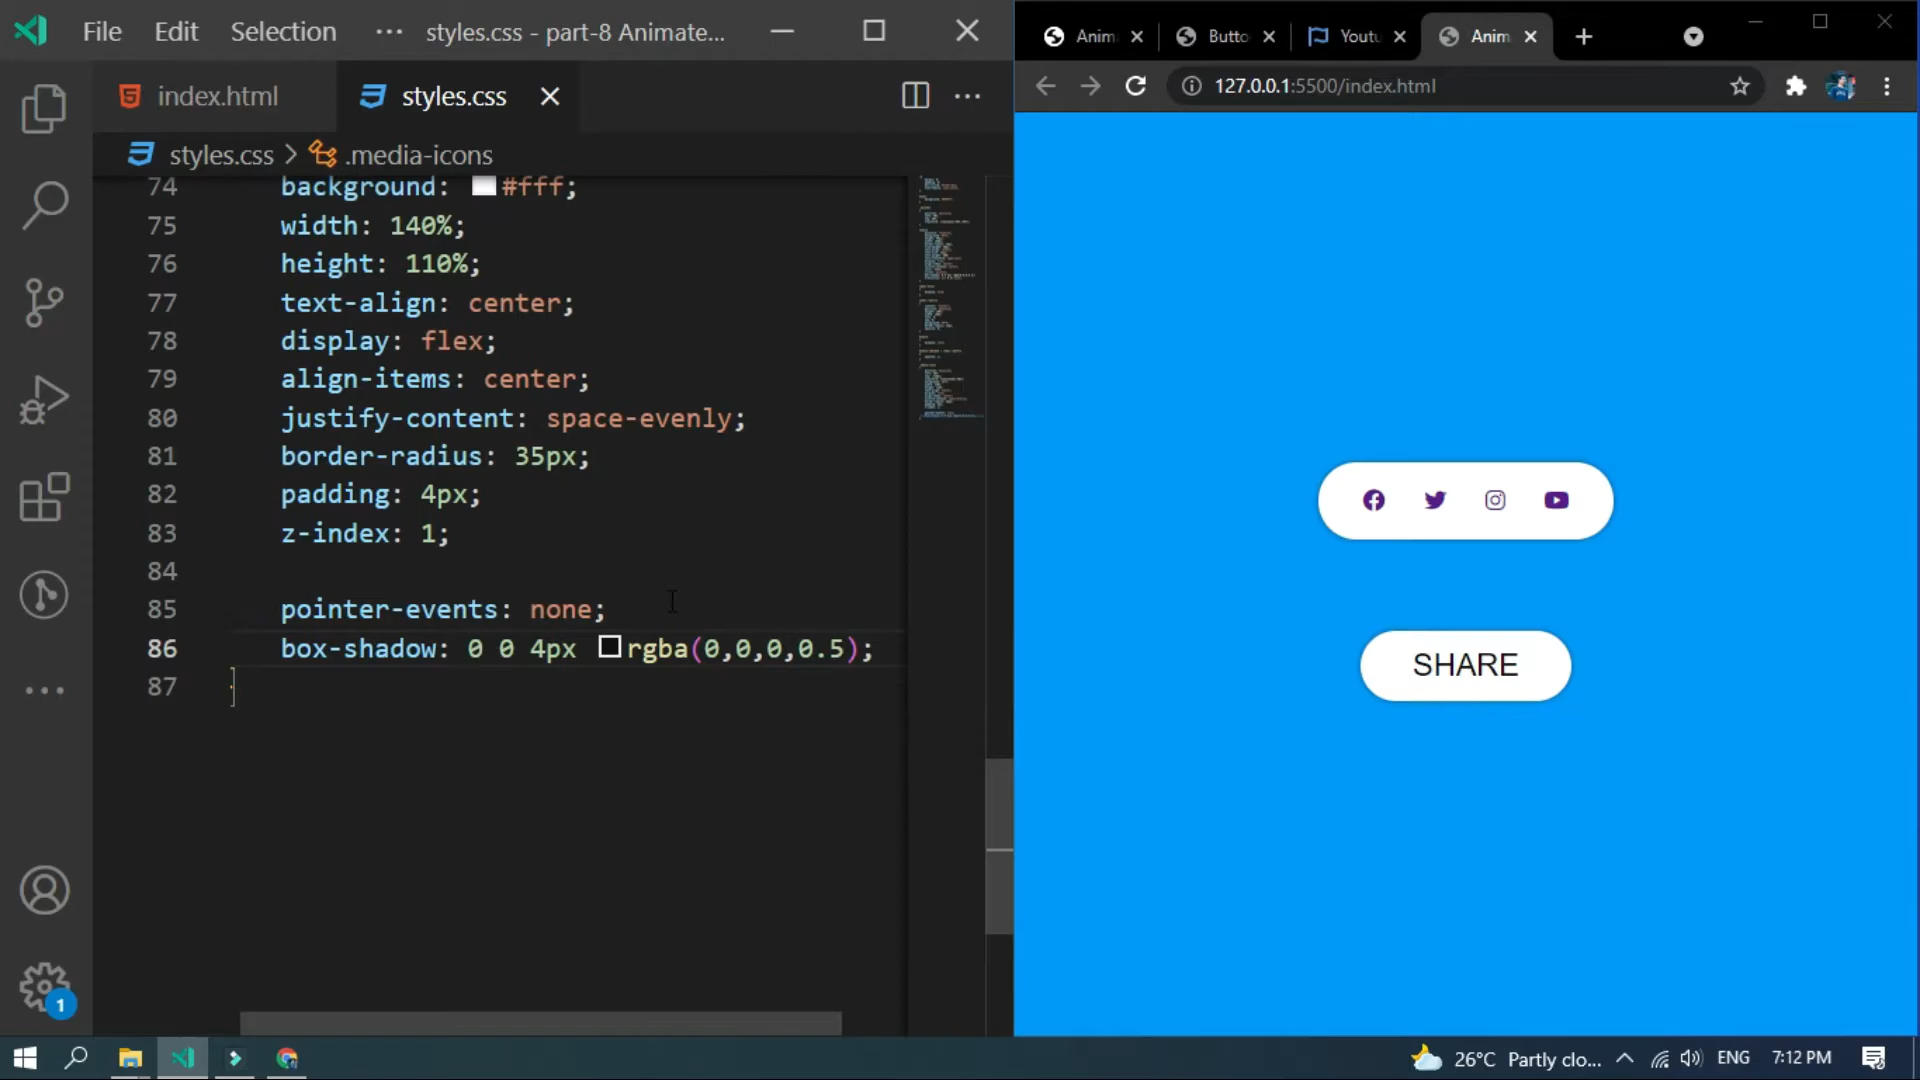 File Edit Selection ··· styles.css - part-8 Animate...
index.html styles.css
styles.css > .media-icons
74 background: #fff;
75 width: 140%;
76 height: 110%;
77 text-align: center;
78 display: flex;
79 align-items: center;
80 justify-content: space-evenly;
81 border-radius: 35px;
82 padding: 4px;
83 z-index: 1;
84
85 pointer-events: none;
86 box-shadow: 0 0 4px rgba(0,0,0,0.5);
87 }
1
Anim Butto Youtu Anim
127.0.0.1:5500/index.html
SHARE
26°C Partly clo... ENG 7:12 PM